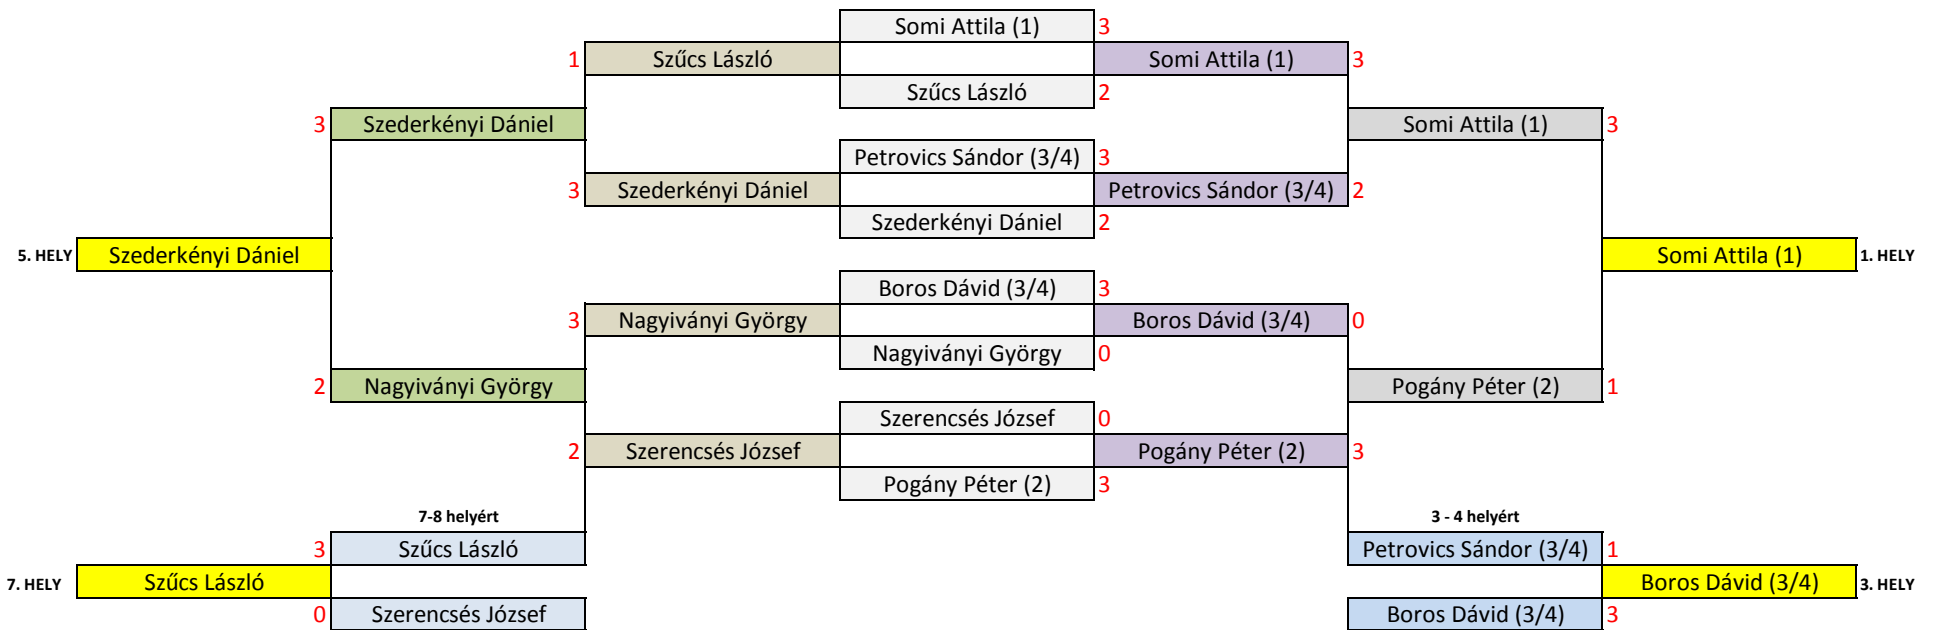 Somi Attila (1) 3
1 Szűcs László Somi Attila (1) 3
Szűcs László 2
3 Szederkényi Dániel Somi Attila (1) 3
Petrovics Sándor (3/4) 3
3 Szederkényi Dániel Petrovics Sándor (3/4) 2
Szederkényi Dániel 2
5. HELY Szederkényi Dániel Somi Attila (1) 1. HELY
Boros Dávid (3/4) 3
3 Nagyiványi György Boros Dávid (3/4) 0
Nagyiványi György 0
2 Nagyiványi György Pogány Péter (2) 1
Szerencsés József 0
2 Szerencsés József Pogány Péter (2) 3
Pogány Péter (2) 3
7-8 helyért 3 - 4 helyért
3 Szűcs László Petrovics Sándor (3/4) 1
7. HELY Szűcs László Boros Dávid (3/4) 3. HELY
0 Szerencsés József Boros Dávid (3/4) 3